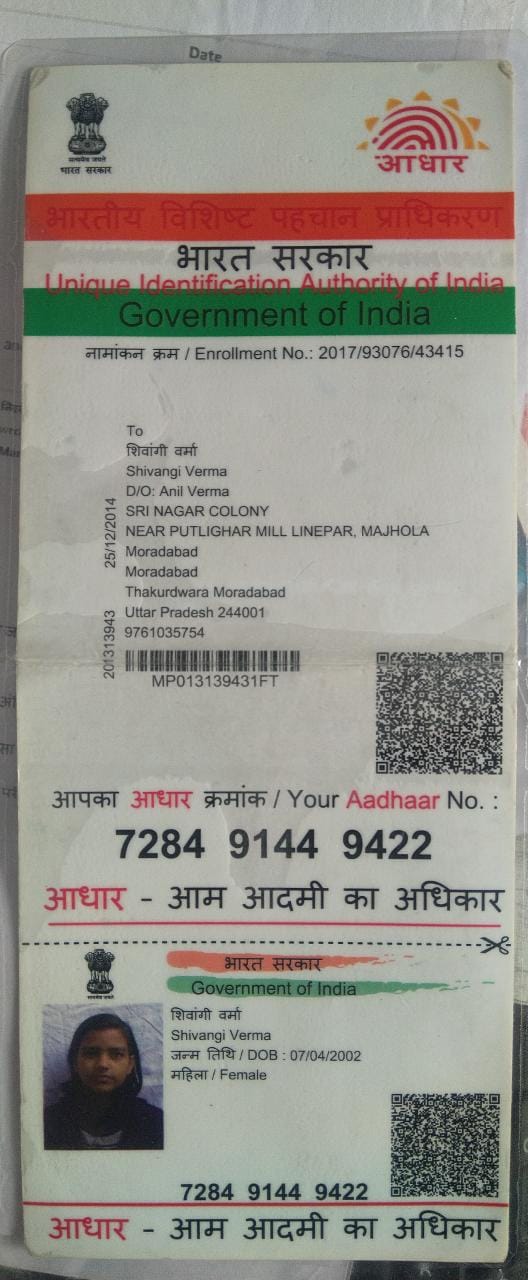 Date
सत्यमेव जयते
भारत सरकार
आधार
भारतीय विशिष्ट पहचान प्राधिकरण
भारत सरकार
Unique Identification Authority of India
Government of India
नामांकन क्रम / Enrollment No.: 2017/93076/43415
To
शिवांगी वर्मा
Shivangi Verma
D/O: Anil Verma
SRI NAGAR COLONY
NEAR PUTLIGHAR MILL LINEPAR, MAJHOLA
Moradabad
Moradabad
Thakurdwara Moradabad
Uttar Pradesh 244001
9761035754
25/12/2014
201313943
MP013139431FT
आपका आधार क्रमांक / Your Aadhaar No. :
7284 9144 9422
आधार - आम आदमी का अधिकार
भारत सरकार
Government of India
शिवांगी वर्मा
Shivangi Verma
जन्म तिथि / DOB : 07/04/2002
महिला / Female
7284 9144 9422
आधार - आम आदमी का अधिकार